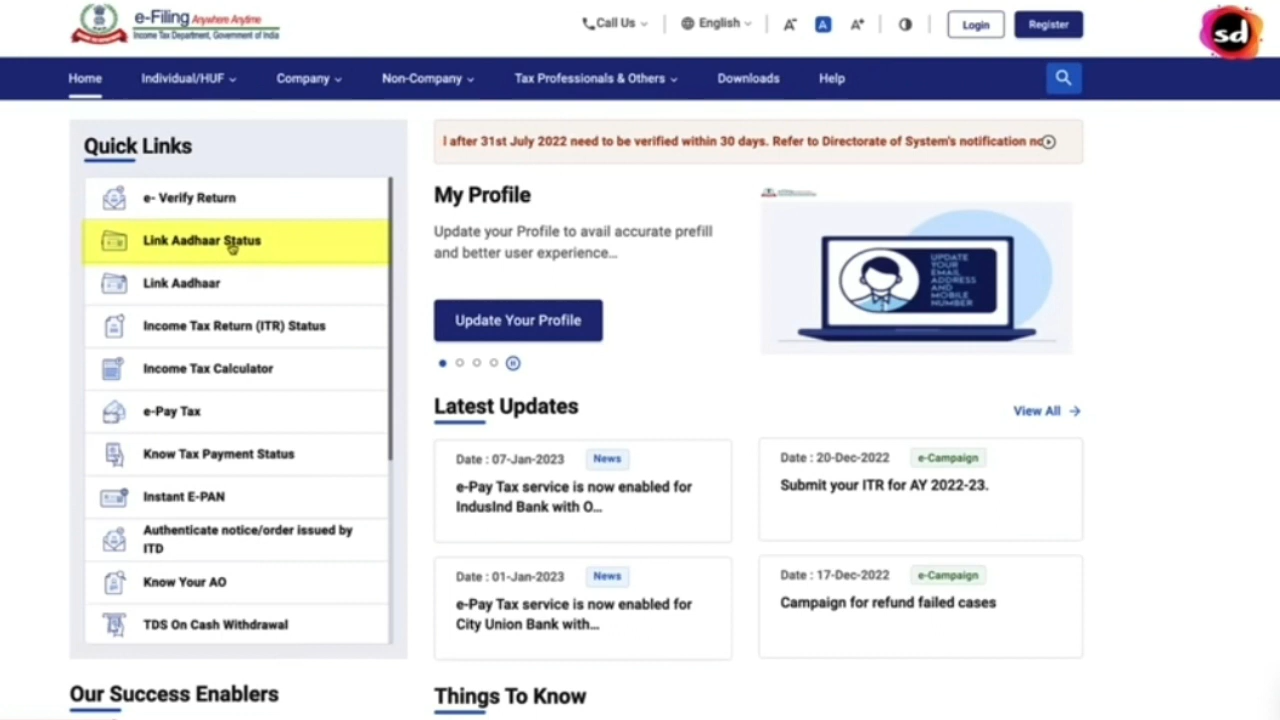 e-Filing Anywhere Anytime
Income Tax Department, Government of India
Call Us
English
A-
A
A+
Login
Register
sd
Home
Individual/HUF
Company
Non-Company
Tax Professionals & Others
Downloads
Help
Quick Links
e- Verify Return
Link Aadhaar Status
Link Aadhaar
Income Tax Return (ITR) Status
Income Tax Calculator
e-Pay Tax
Know Tax Payment Status
Instant E-PAN
Authenticate notice/order issued by
ITD
Know Your AO
TDS On Cash Withdrawal
Our Success Enablers
after 31st July 2022 need to be verified within 30 days. Refer to Directorate of System's notification
My Profile
Update your Profile to avail accurate prefill
and better user experience...
Update Your Profile
UPDATE
YOUR
EMAIL
ADDRESS
AND
MOBILE
NUMBER
Latest Updates
View All
Date : 07-Jan-2023 News
e-Pay Tax service is now enabled for
IndusInd Bank with O...
Date : 20-Dec-2022 e-Campaign
Submit your ITR for AY 2022-23.
Date : 01-Jan-2023 News
e-Pay Tax service is now enabled for
City Union Bank with...
Date : 17-Dec-2022 e-Campaign
Campaign for refund failed cases
Things To Know